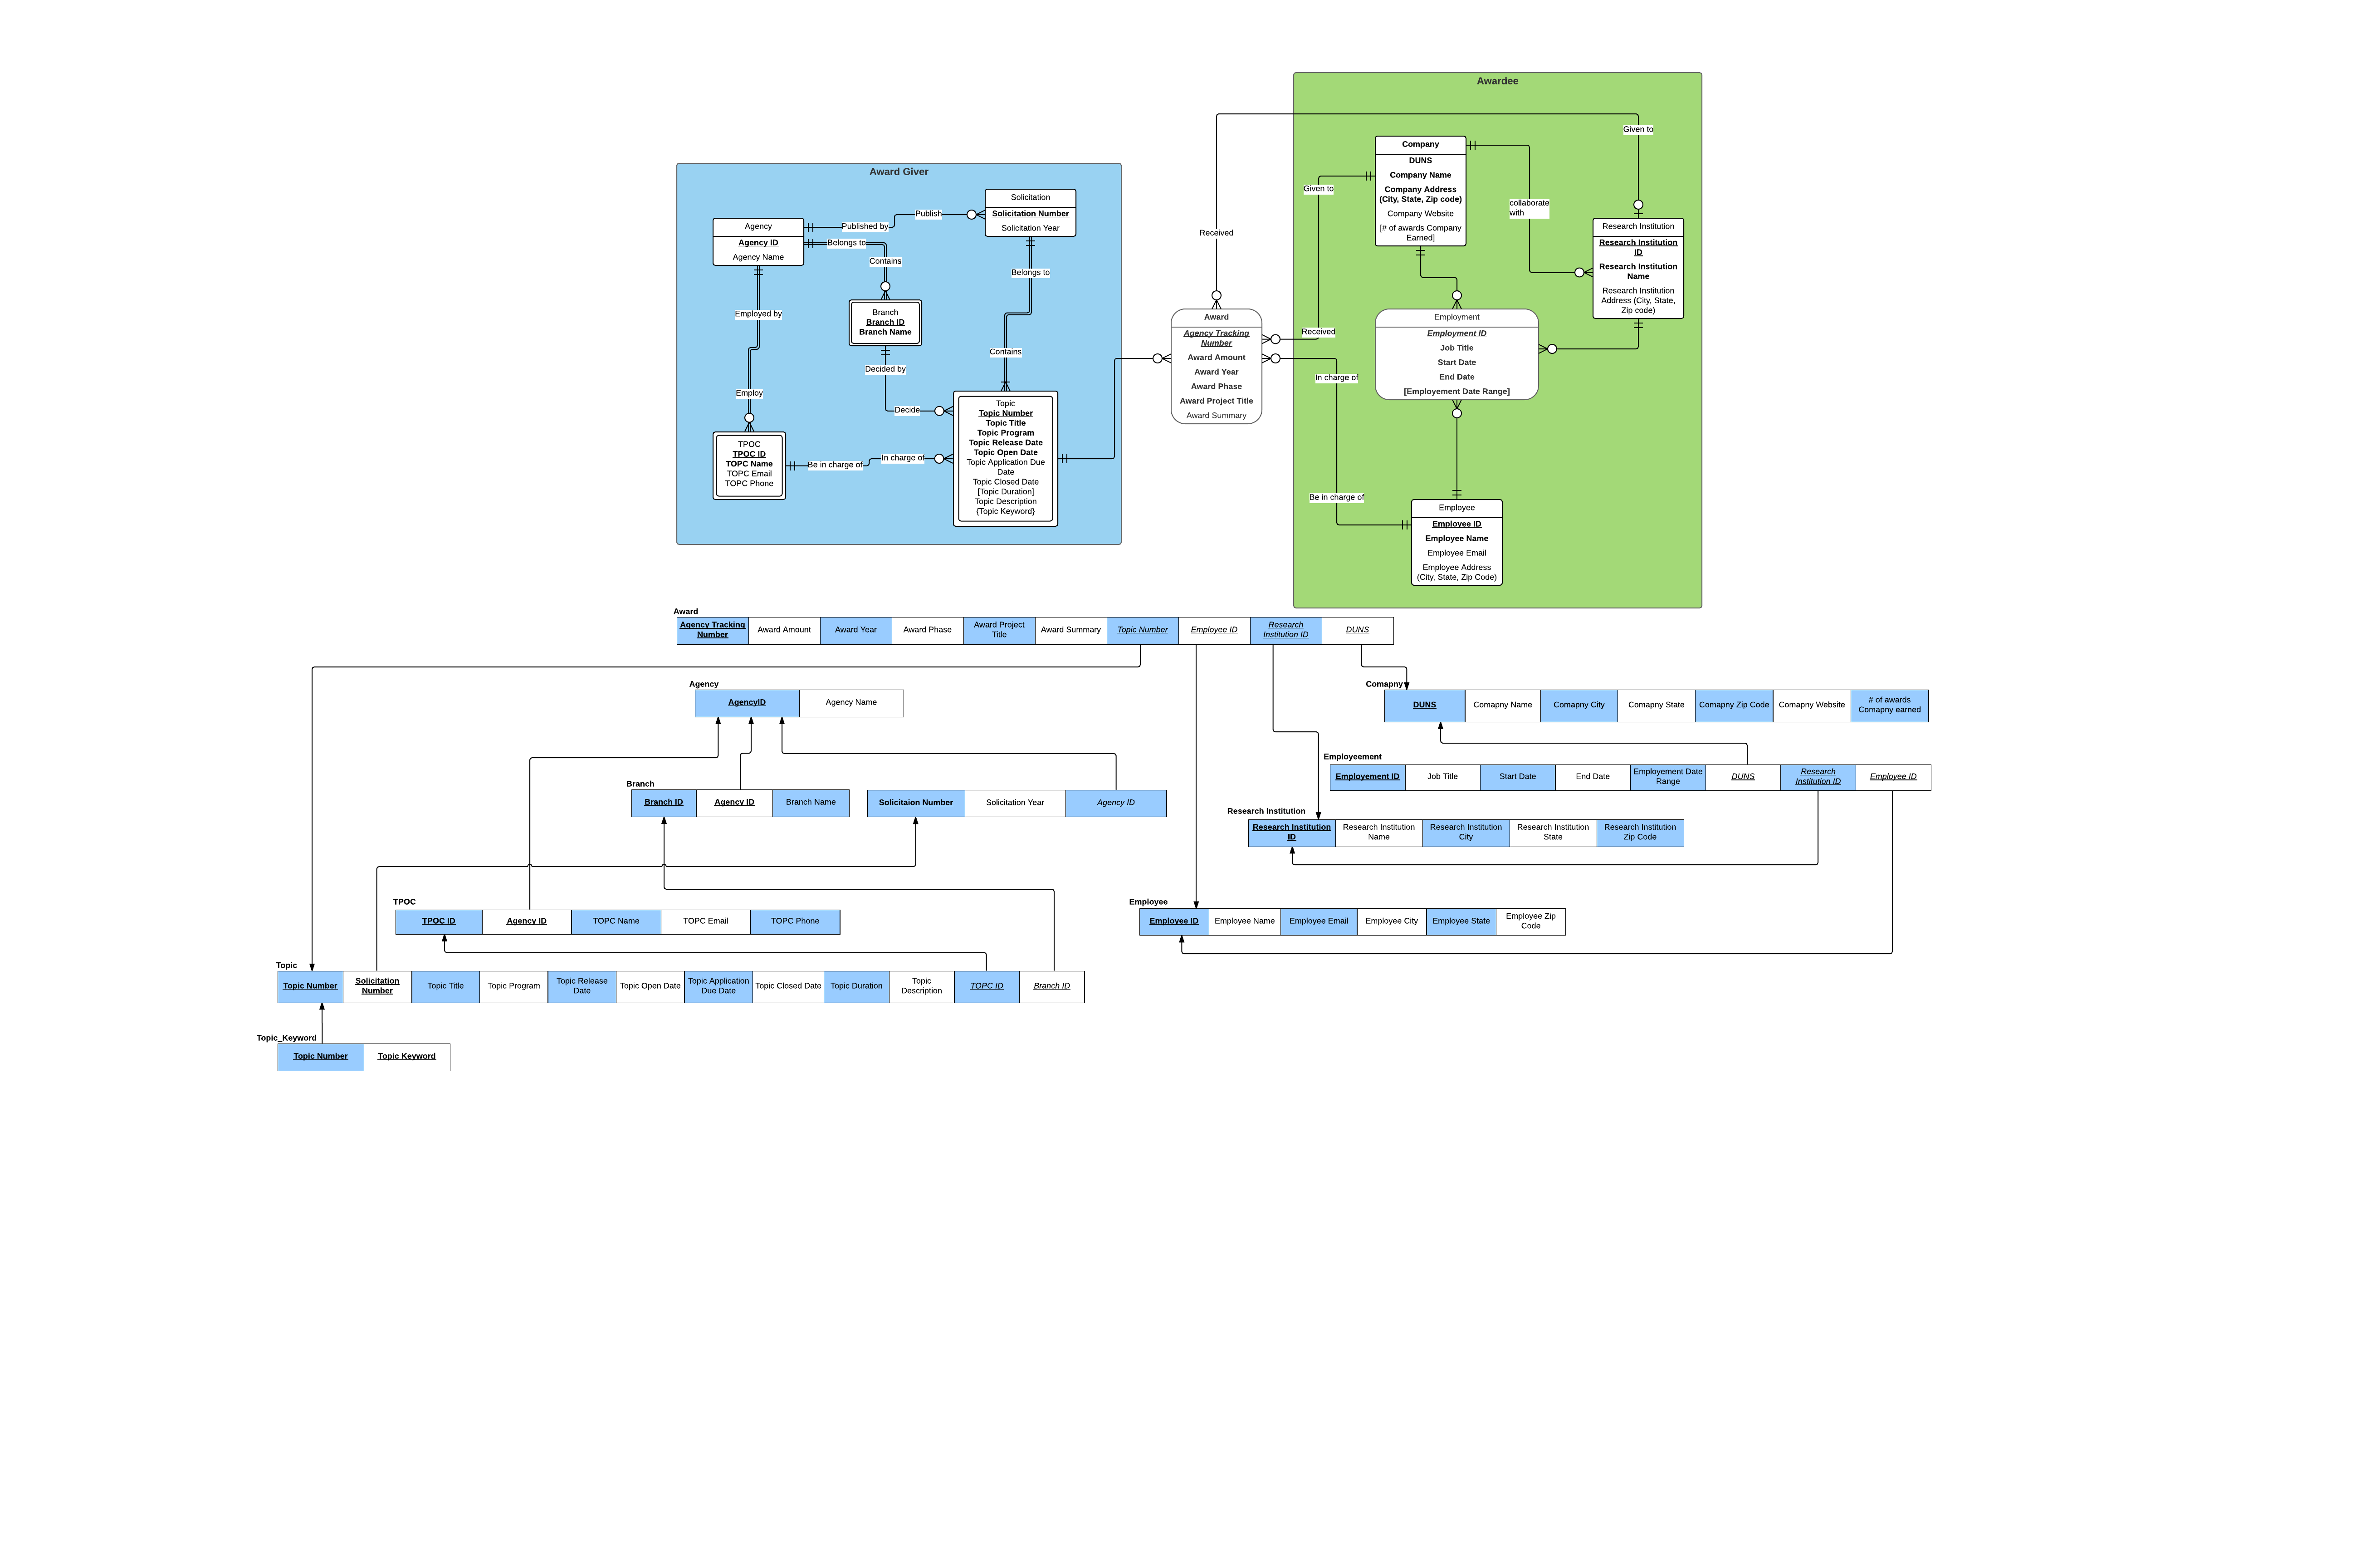 Awardee
Given to
Company
DUNS
Company Name
Company Address
(City, State, Zip code)
Company Website
[# of awards Company
Earned]
Given to
collaborate
with
Research Institution
Research Institution
ID
Research Institution
Name
Research Institution
Address (City, State,
Zip code)
Award Giver
Solicitation
Solicitation Number
Solicitation Year
Publish
Published by
Agency
Agency ID
Agency Name
Belongs to
Contains
Belongs to
Received
Branch
Branch ID
Branch Name
Employed by
Contains
Decided by
Employ
Decide
Award
Agency Tracking
Number
Award Amount
Award Year
Award Phase
Award Project Title
Award Summary
Received
In charge of
Employment
Employment ID
Job Title
Start Date
End Date
[Employement Date Range]
TPOC
TPOC ID
TOPC Name
TOPC Email
TOPC Phone
Be in charge of
In charge of
Topic
Topic Number
Topic Title
Topic Program
Topic Release Date
Topic Open Date
Topic Application Due
Date
Topic Closed Date
[Topic Duration]
Topic Description
{Topic Keyword}
Be in charge of
Employee
Employee ID
Employee Name
Employee Email
Employee Address
(City, State, Zip Code)
Award
Agency Tracking
Number
Award Amount
Award Year
Award Phase
Award Project
Title
Award Summary
Topic Number
Employee ID
Research
Institution ID
DUNS
Agency
AgencyID
Agency Name
Comapny
DUNS
Comapny Name
Comapny City
Comapny State
Comapny Zip Code
Comapny Website
# of awards
Comapny earned
Employeement
Employement ID
Job Title
Start Date
End Date
Employement Date
Range
DUNS
Research
Institution ID
Employee ID
Branch
Branch ID
Agency ID
Branch Name
Solicitaion Number
Solicitation Year
Agency ID
Research Institution
Research Institution
ID
Research Institution
Name
Research Institution
City
Research Institution
State
Research Institution
Zip Code
TPOC
TPOC ID
Agency ID
TOPC Name
TOPC Email
TOPC Phone
Employee
Employee ID
Employee Name
Employee Email
Employee City
Employee State
Employee Zip
Code
Topic
Topic Number
Solicitation
Number
Topic Title
Topic Program
Topic Release
Date
Topic Open Date
Topic Application
Due Date
Topic Closed Date
Topic Duration
Topic
Description
TOPC ID
Branch ID
Topic_Keyword
Topic Number
Topic Keyword